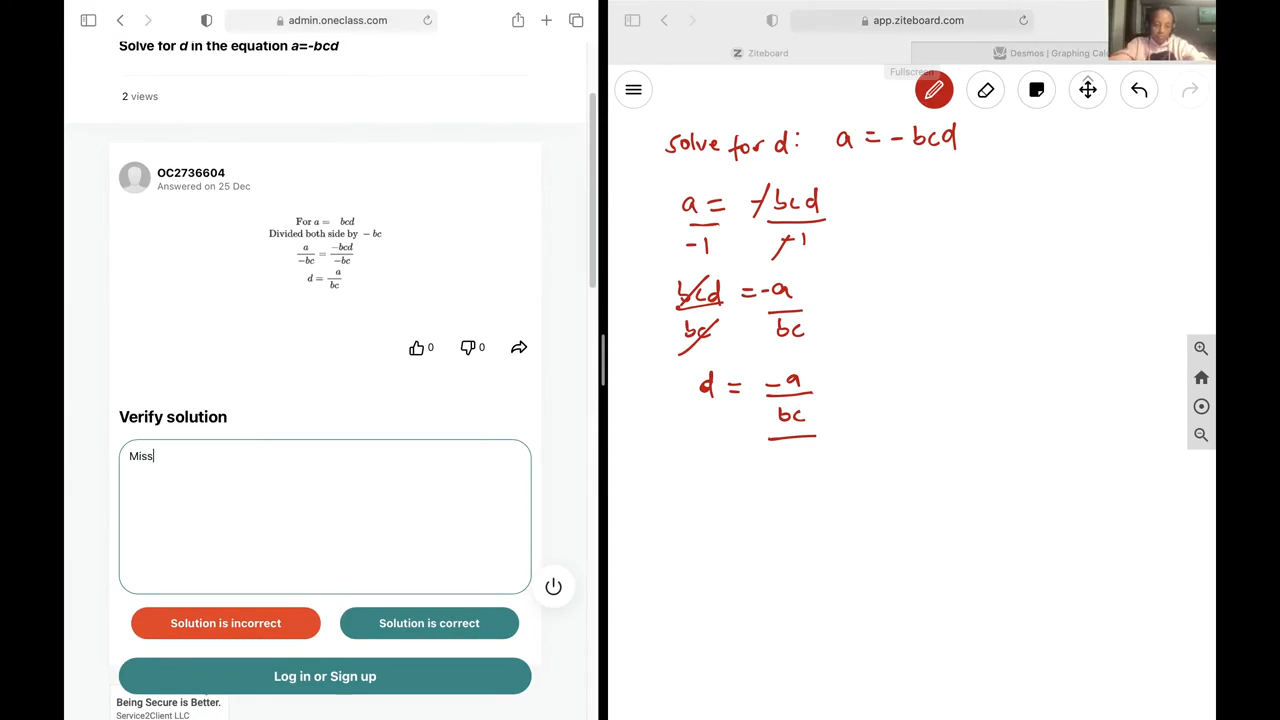 admin.oneclass.com
Solve for d in the equation a=-bcd
2 views
OC2736604
Answered on 25 Dec
For a = bcd
Divided both side by − bc
a/-bc = -bcd/-bc
d = a/bc
0
0
Verify solution
Miss
Solution is incorrect
Solution is correct
Log in or Sign up
Being Secure is Better.
Service2Client LLC
app.ziteboard.com
Z Ziteboard
Desmos | Graphing Calc
Fullscreen
solve for d: a = - bcd
a/-1 = -bcd/-1
bcd/bc = -a/bc
d = -a/bc